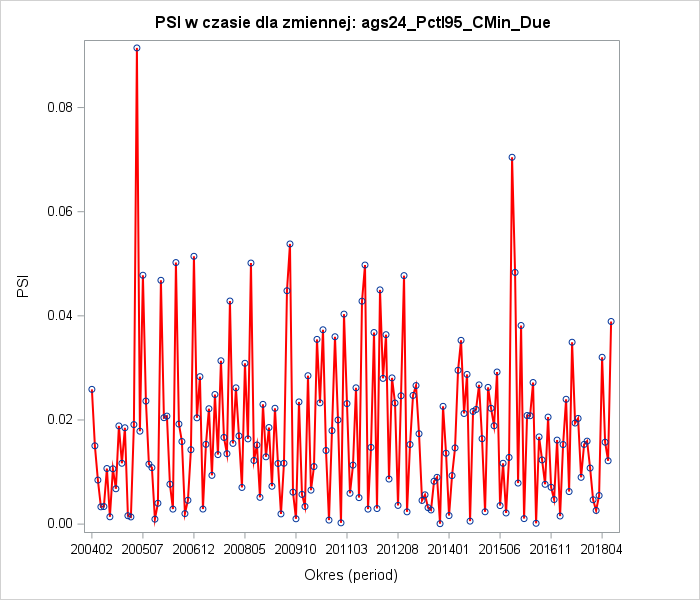 PSI w czasie dla zmiennej: ags24_Pctl95_CMin_Due
0.08
0.06
0.04
0.02
0.00
PSI
200402 200507 200612 200805 200910 201103 201208 201401 201506 201611 201804
Okres (period)